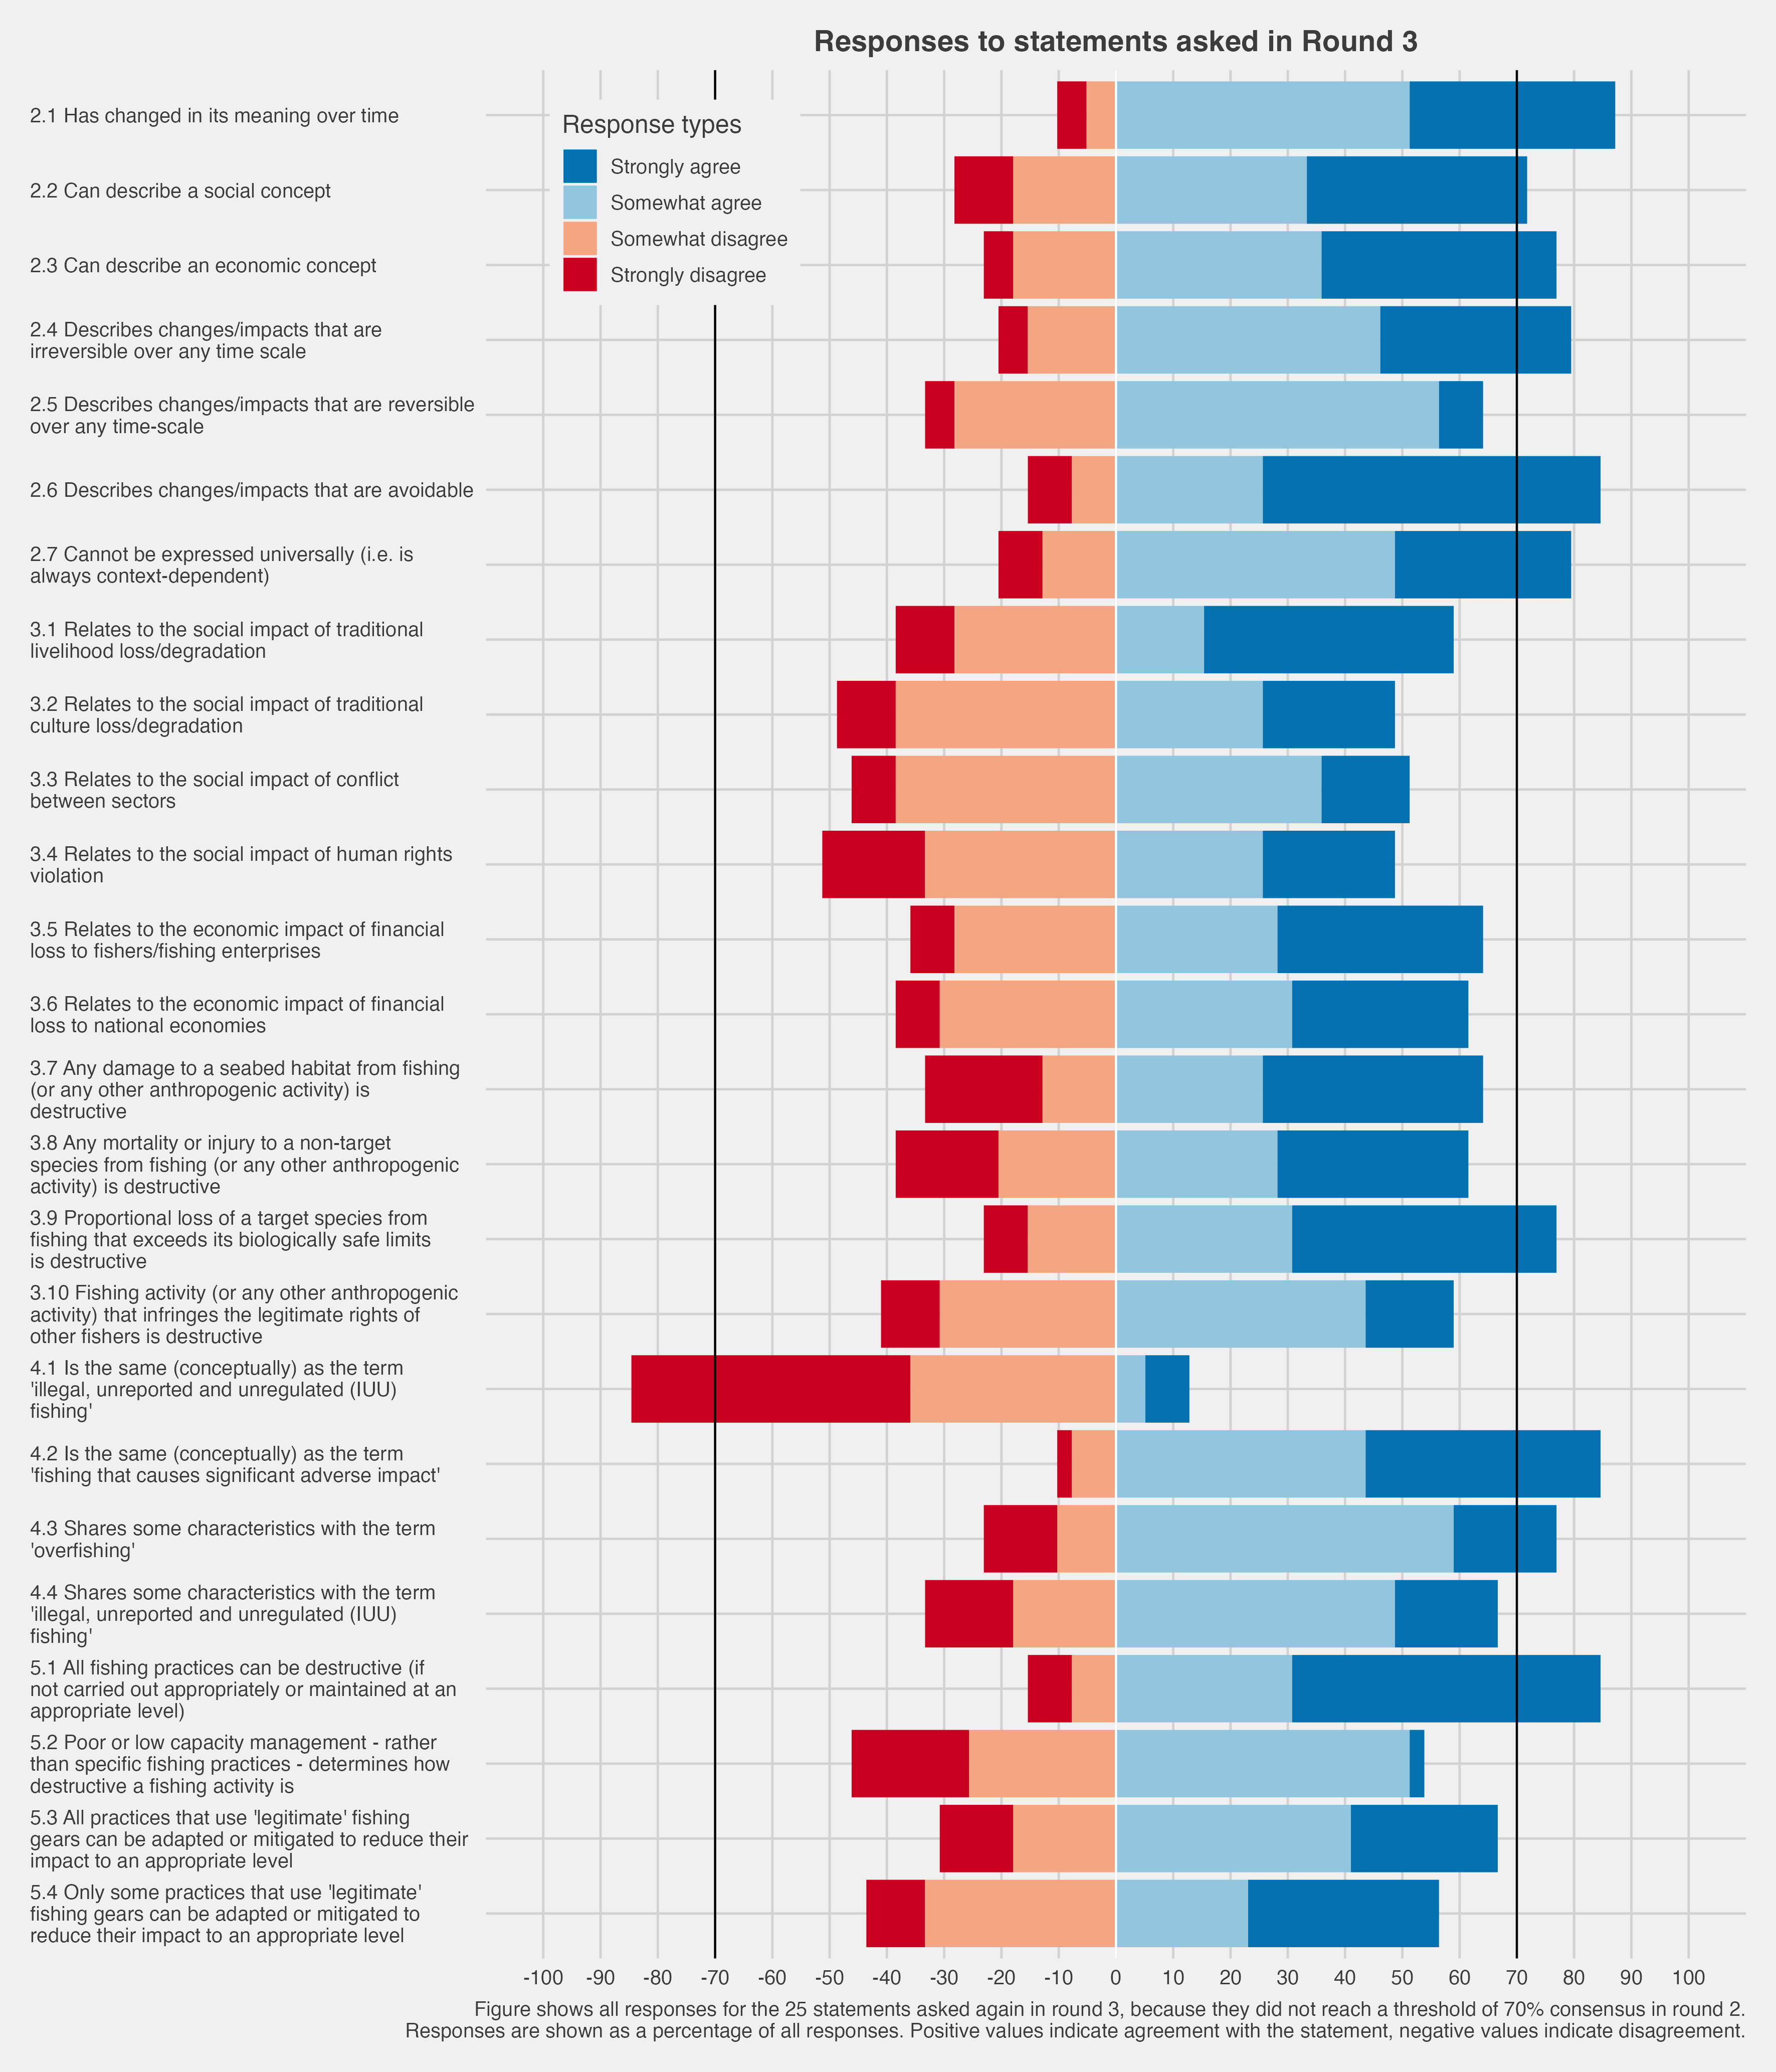 Responses to statements asked in Round 3
Response types
Strongly agree
Somewhat agree
Somewhat disagree
Strongly disagree
2.1 Has changed in its meaning over time
2.2 Can describe a social concept
2.3 Can describe an economic concept
2.4 Describes changes/impacts that are
irreversible over any time scale
2.5 Describes changes/impacts that are reversible
over any time-scale
2.6 Describes changes/impacts that are avoidable
2.7 Cannot be expressed universally (i.e. is
always context-dependent)
3.1 Relates to the social impact of traditional
livelihood loss/degradation
3.2 Relates to the social impact of traditional
culture loss/degradation
3.3 Relates to the social impact of conflict
between sectors
3.4 Relates to the social impact of human rights
violation
3.5 Relates to the economic impact of financial
loss to fishers/fishing enterprises
3.6 Relates to the economic impact of financial
loss to national economies
3.7 Any damage to a seabed habitat from fishing
(or any other anthropogenic activity) is
destructive
3.8 Any mortality or injury to a non-target
species from fishing (or any other anthropogenic
activity) is destructive
3.9 Proportional loss of a target species from
fishing that exceeds its biologically safe limits
is destructive
3.10 Fishing activity (or any other anthropogenic
activity) that infringes the legitimate rights of
other fishers is destructive
4.1 Is the same (conceptually) as the term
'illegal, unreported and unregulated (IUU)
fishing'
4.2 Is the same (conceptually) as the term
'fishing that causes significant adverse impact'
4.3 Shares some characteristics with the term
'overfishing'
4.4 Shares some characteristics with the term
'illegal, unreported and unregulated (IUU)
fishing'
5.1 All fishing practices can be destructive (if
not carried out appropriately or maintained at an
appropriate level)
5.2 Poor or low capacity management - rather
than specific fishing practices - determines how
destructive a fishing activity is
5.3 All practices that use 'legitimate' fishing
gears can be adapted or mitigated to reduce their
impact to an appropriate level
5.4 Only some practices that use 'legitimate'
fishing gears can be adapted or mitigated to
reduce their impact to an appropriate level
-100 -90 -80 -70 -60 -50 -40 -30 -20 -10 0 10 20 30 40 50 60 70 80 90 100
Figure shows all responses for the 25 statements asked again in round 3, because they did not reach a threshold of 70% consensus in round 2.
Responses are shown as a percentage of all responses. Positive values indicate agreement with the statement, negative values indicate disagreement.